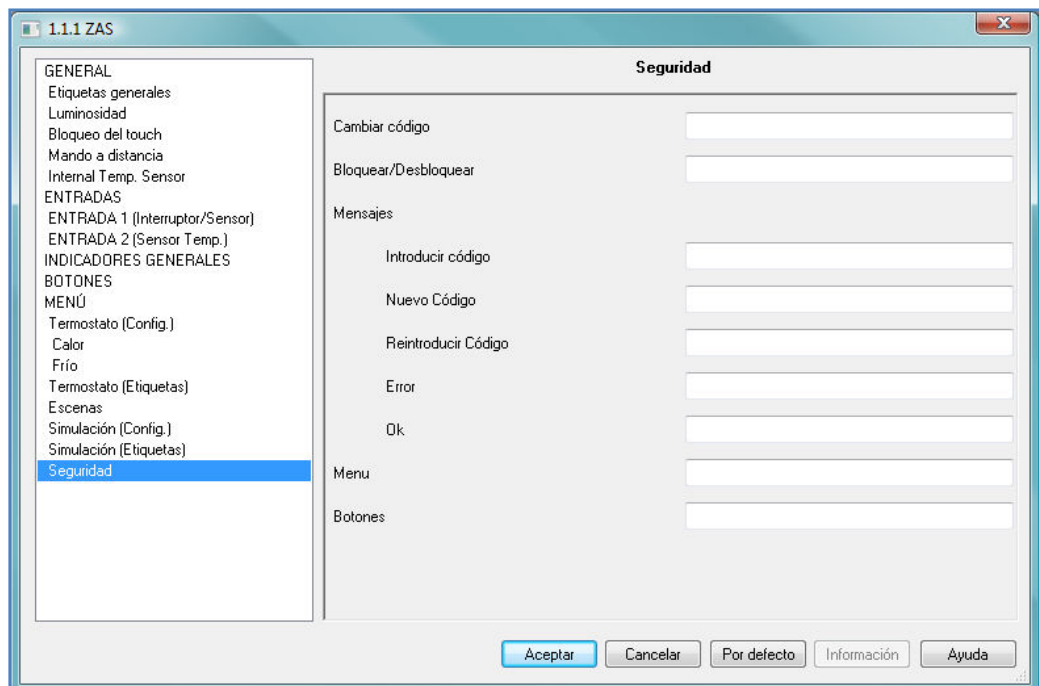 1.1.1 ZAS
GENERAL
Etiquetas generales
Luminosidad
Bloqueo del touch
Mando a distancia
Internal Temp. Sensor
ENTRADAS
ENTRADA 1 (Interruptor/Sensor)
ENTRADA 2 (Sensor Temp.)
INDICADORES GENERALES
BOTONES
MENÚ
Termostato (Config.)
Calor
Frío
Termostato (Etiquetas)
Escenas
Simulación (Config.)
Simulación (Etiquetas)
Seguridad
Seguridad
Cambiar código
Bloquear/Desbloquear
Mensajes
Introducir código
Nuevo Código
Reintroducir Código
Error
Ok
Menu
Botones
Aceptar
Cancelar
Por defecto
Información
Ayuda